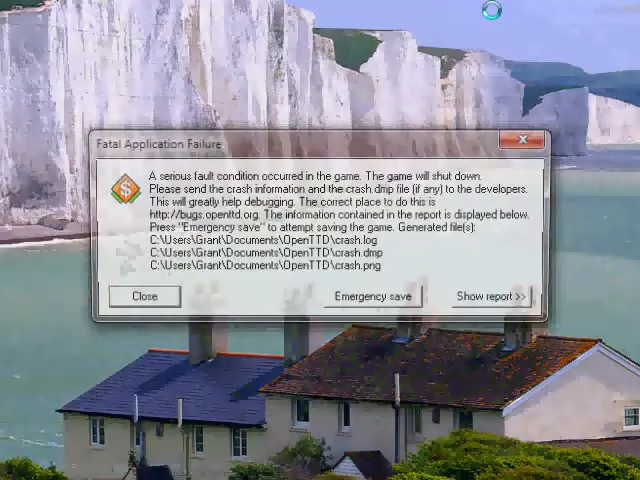 Fatal Application Failure
A serious fault condition occurred in the game. The game will shut down.
Please send the crash information and the crash.dmp file (if any) to the developers.
This will greatly help debugging. The correct place to do this is
http://bugs.openttd.org. The information contained in the report is displayed below.
Press "Emergency save" to attempt saving the game. Generated file(s):
C:\Users\Grant\Documents\OpenTTD\crash.log
C:\Users\Grant\Documents\OpenTTD\crash.dmp
C:\Users\Grant\Documents\OpenTTD\crash.png
Close Emergency save Show report >>